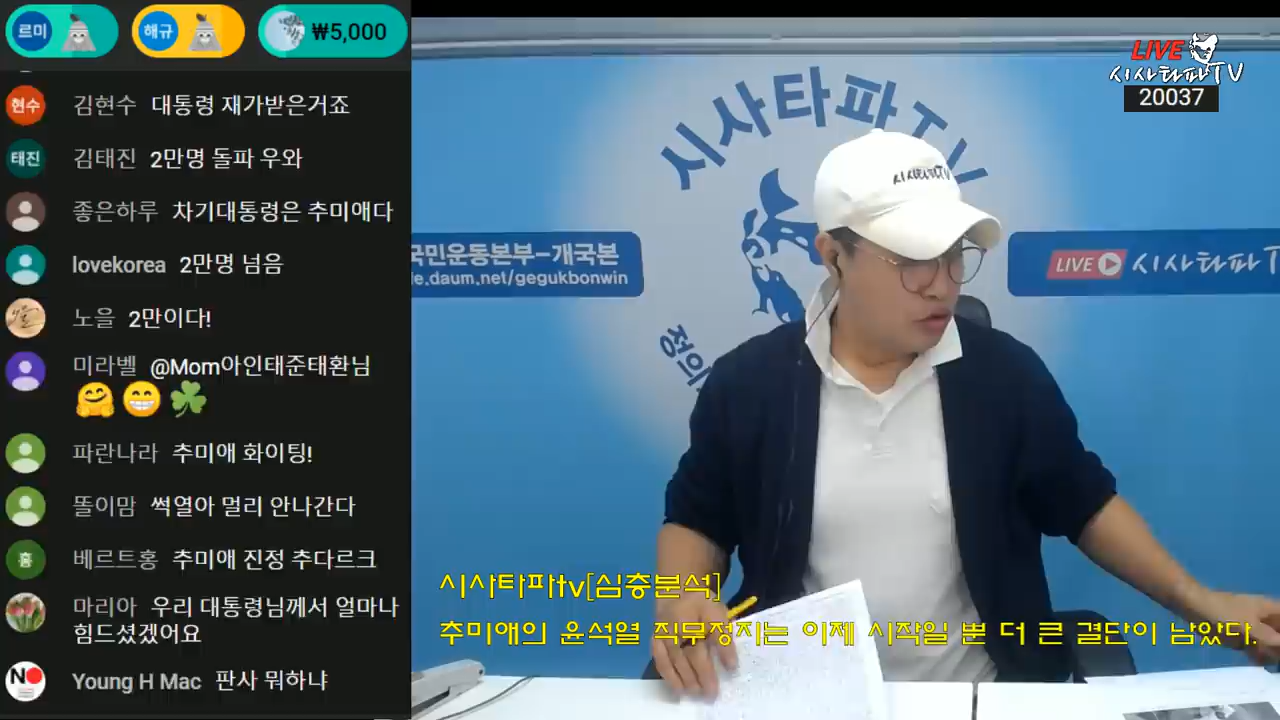 르미
해규
₩5,000
현수 김현수 대통령 재가받은거죠
태진 김태진 2만명 돌파 우와
좋은하루 차기대통령은 추미애다
lovekorea 2만명 넘음
노을 2만이다!
미라벨 @Mom아인태준태환님
파란나라 추미애 화이팅!
똘이맘 썩열아 멀리 안나간다
홍 베르트홍 추미애 진정 추다르크
마리아 우리 대통령님께서 얼마나
힘드셨겠어요
NO Young H Mac 판사 뭐하냐
LIVE
시사타파TV
20037
시사타파TV
시사타파TV
국민운동본부-개국본
e.daum.net/gegukbonwin
LIVE 시사타파T
정의
시사타파tv[심층분석]
추미애의 윤석열 직무정지는 이제 시작일 뿐 더 큰 결단이 남았다.